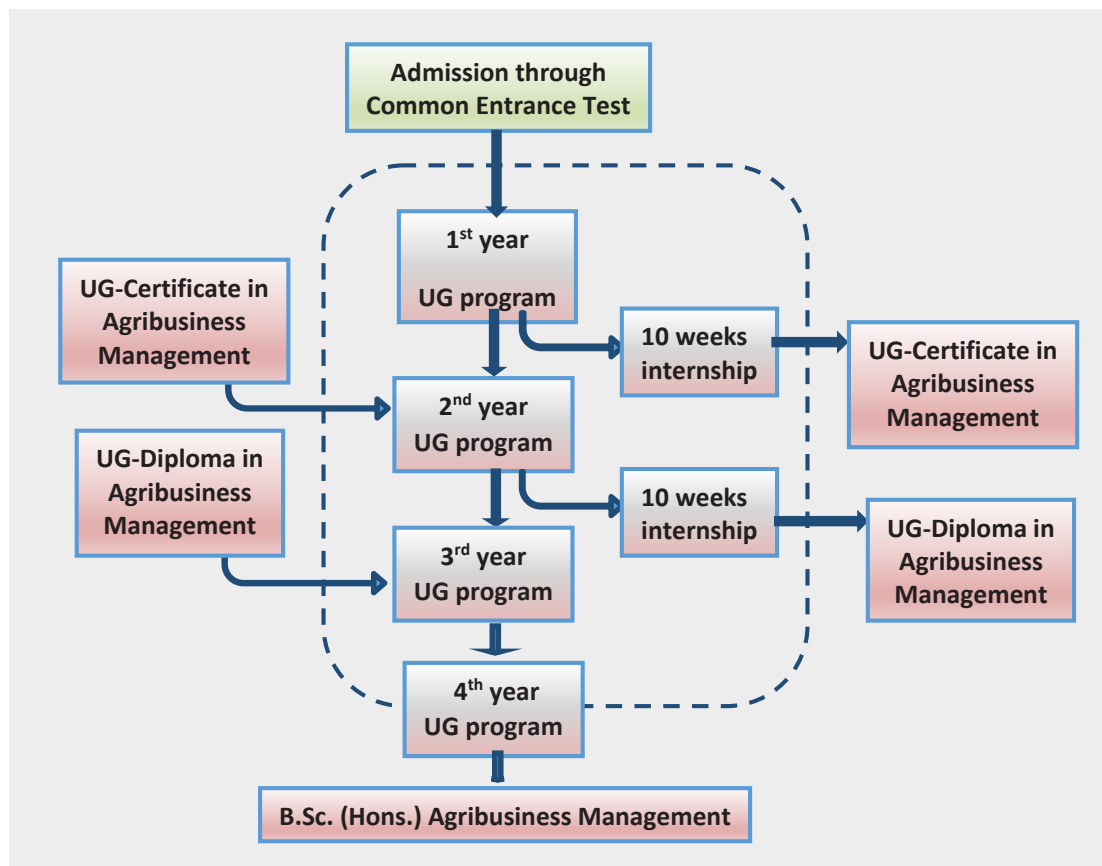 Admission through
Common Entrance Test
1st year
UG program
UG-Certificate in
Agribusiness
Management
10 weeks
internship
UG-Certificate in
Agribusiness
Management
2nd year
UG program
UG-Diploma in
Agribusiness
Management
10 weeks
internship
UG-Diploma in
Agribusiness
Management
3rd year
UG program
4th year
UG program
B.Sc. (Hons.) Agribusiness Management